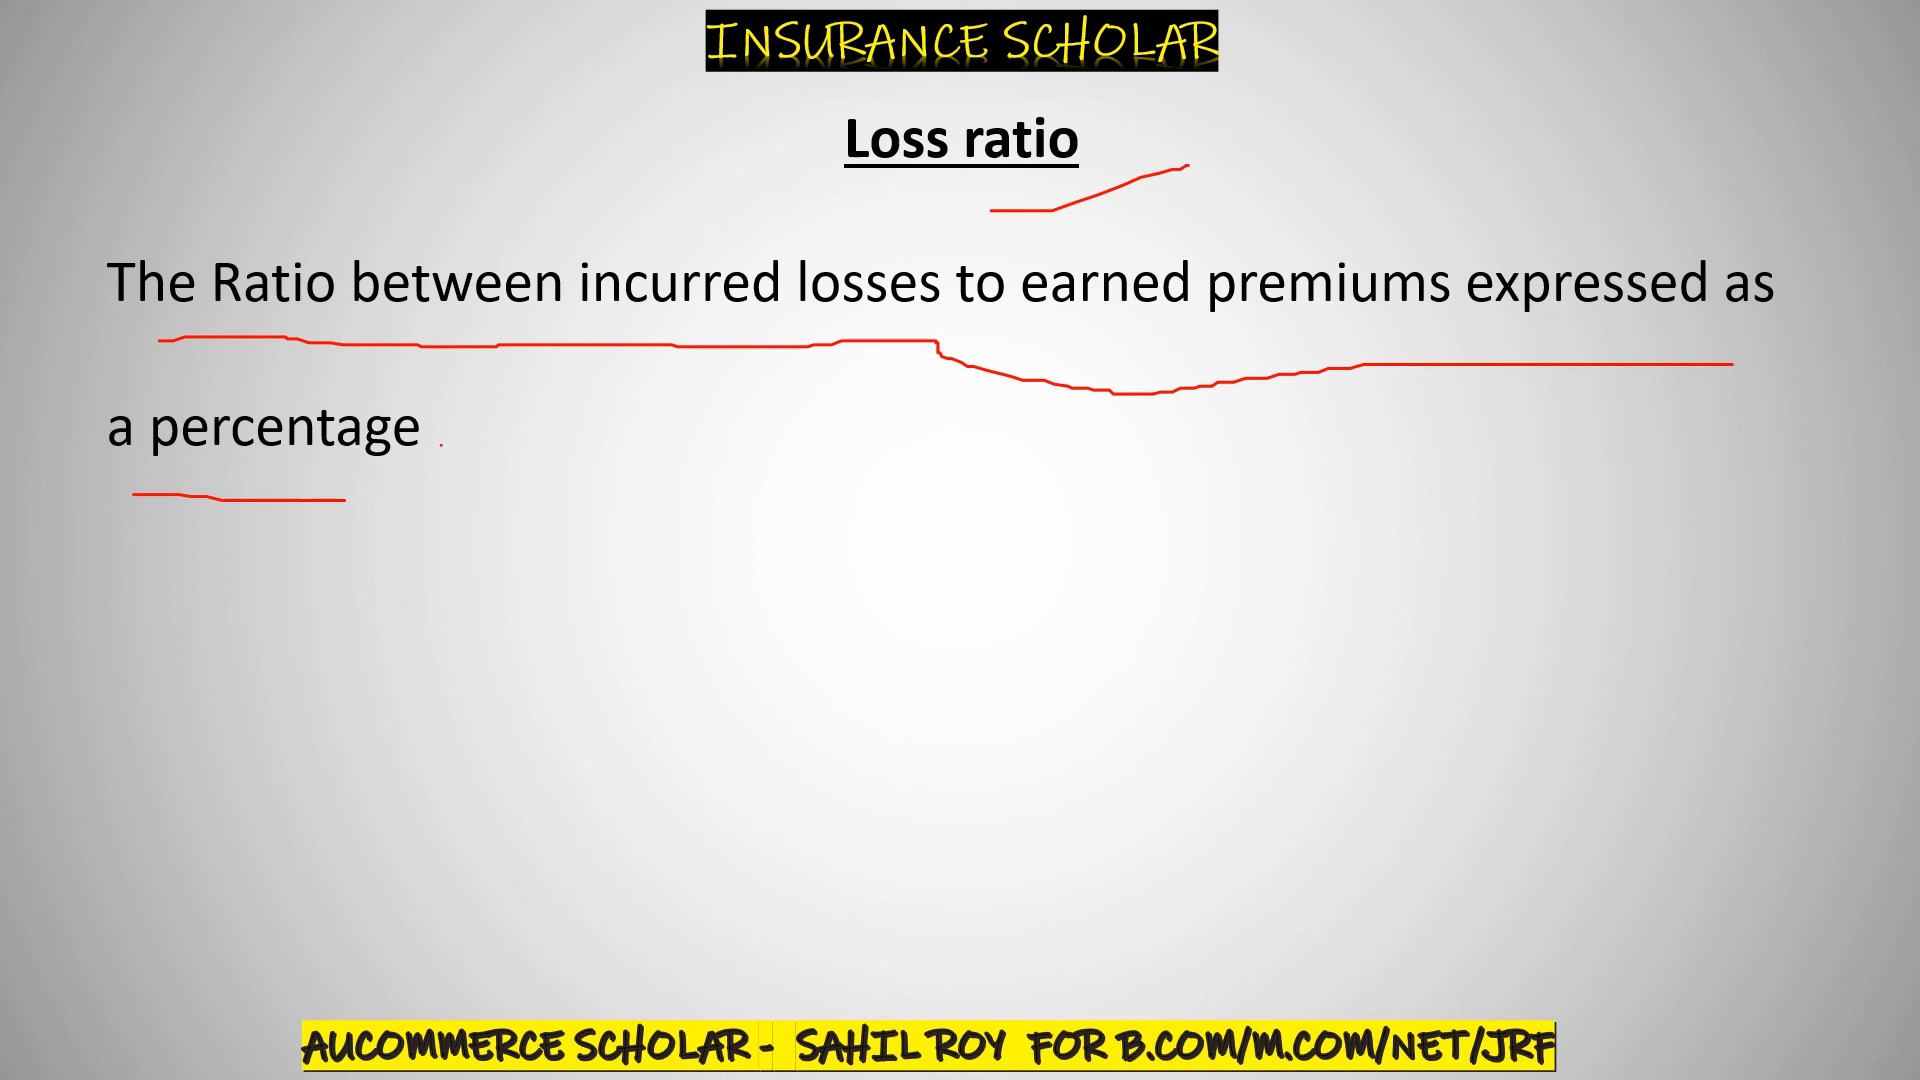 INSURANCE SCHOLAR
Loss ratio
The Ratio between incurred losses to earned premiums expressed as
a percentage .
AUCOMMERCE SCHOLAR - SAHIL ROY FOR B.COM/M.COM/NET/JRF